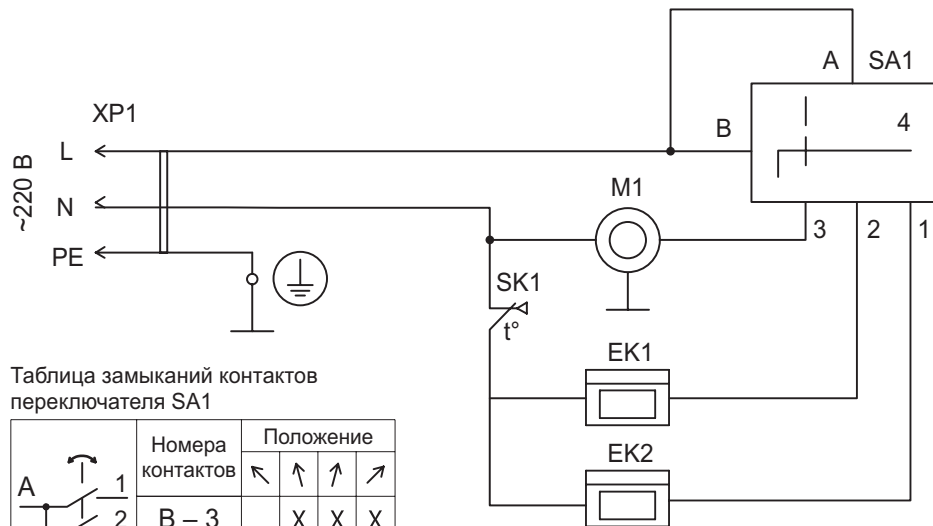 A SA1
XP1
B 4
L
~220 В
M1
N
3 2 1
PE
SK1
t°
EK1
Таблица замыканий контактов
переключателя SA1
EK2
Номера контактов Положение
A 1
2
B – 3 X X X